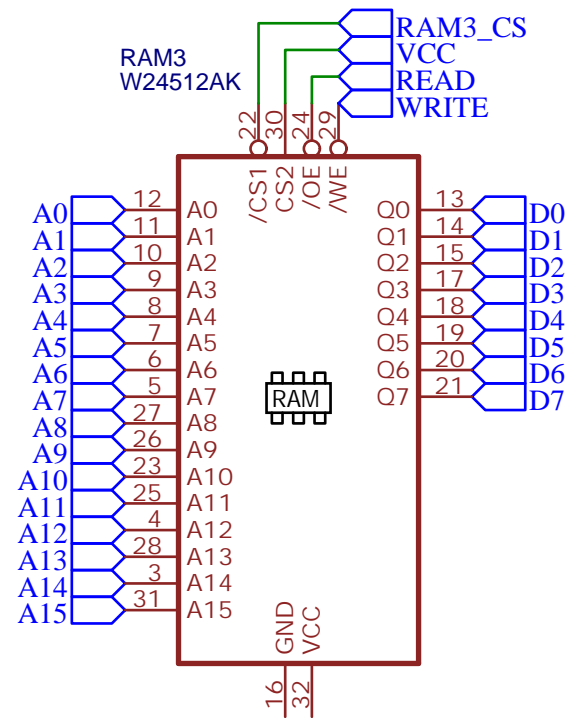 RAM3_CS
VCC
READ
WRITE
RAM3
W24512AK
22
30
24
29
/CS1
CS2
/OE
/WE
A0 12 A0 Q0 13 D0
A1 11 A1 Q1 14 D1
A2 10 A2 Q2 15 D2
A3 9 A3 Q3 17 D3
A4 8 A4 Q4 18 D4
A5 7 A5 Q5 19 D5
A6 6 A6 Q6 20 D6
A7 5 A7 Q7 21 D7
RAM
A8 27 A8
A9 26 A9
A10 23 A10
A11 25 A11
A12 4 A12
A13 28 A13
A14 3 A14
A15 31 A15
GND
VCC
16
32